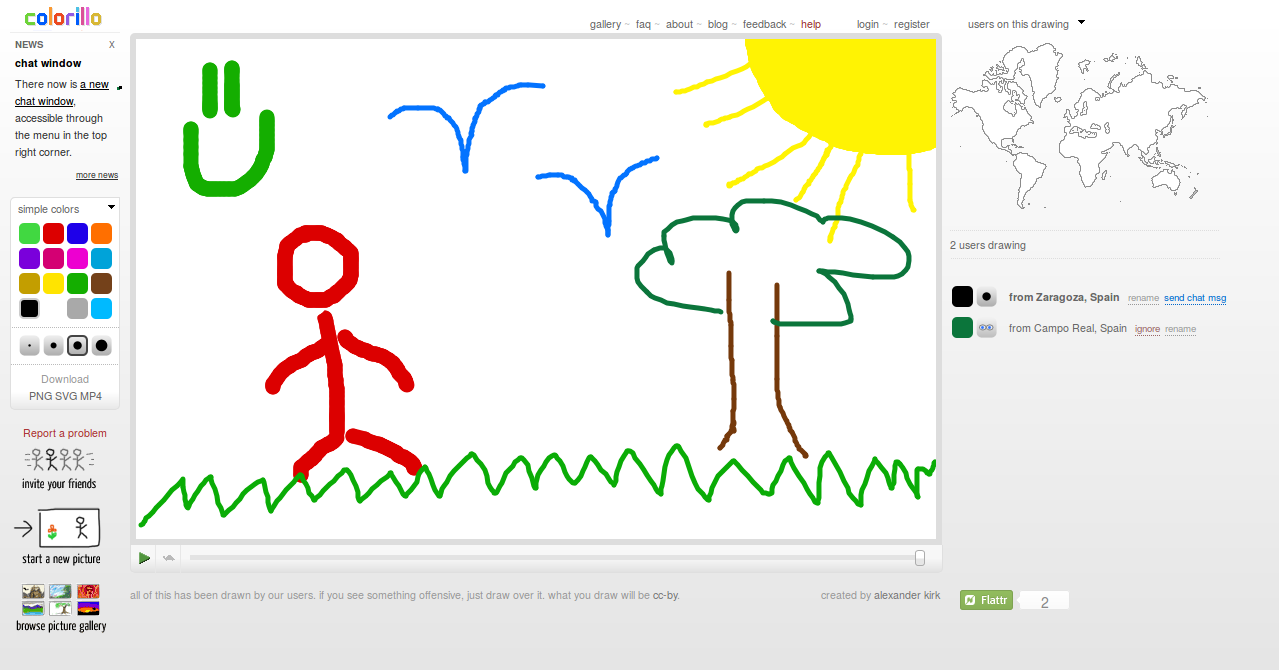 colorillo
gallery ~ faq ~ about ~ blog ~ feedback ~ help
login ~ register
users on this drawing
NEWS X
chat window
There now is a new
chat window,
accessible through
the menu in the top
right corner.
more news
simple colors
Download
PNG SVG MP4
Report a problem
invite your friends
start a new picture
browse picture gallery
2 users drawing
from Zaragoza, Spain rename send chat msg
from Campo Real, Spain ignore rename
all of this has been drawn by our users. if you see something offensive, just draw over it. what you draw will be cc-by.
created by alexander kirk
Flattr 2